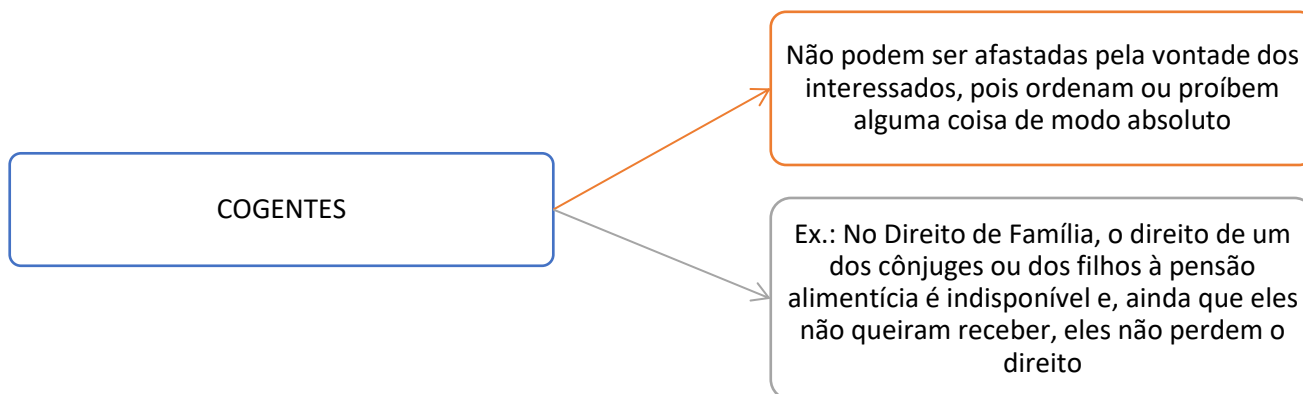 Não podem ser afastadas pela vontade dos
interessados, pois ordenam ou proíbem
alguma coisa de modo absoluto
COGENTES
Ex.: No Direito de Família, o direito de um
dos cônjuges ou dos filhos à pensão
alimentícia é indisponível e, ainda que eles
não queiram receber, eles não perdem o
direito